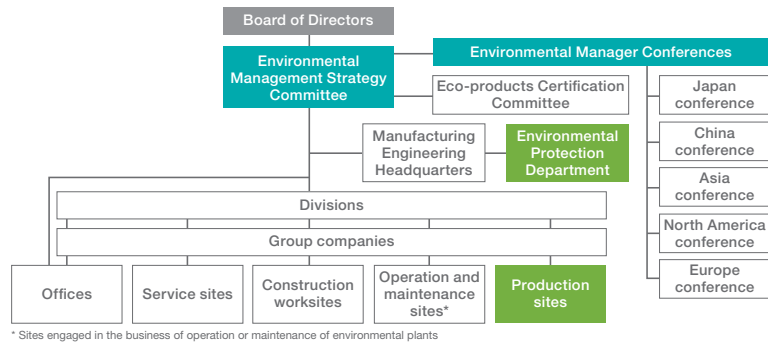 Board of Directors
Environmental
Management Strategy
Committee
Environmental Manager Conferences
Eco-products Certification
Committee
Japan
conference
China
conference
Asia
conference
North America
conference
Europe
conference
Manufacturing
Engineering
Headquarters
Environmental
Protection
Department
Divisions
Group companies
Offices
Service sites
Construction
worksites
Operation and
maintenance
sites*
Production
sites
* Sites engaged in the business of operation or maintenance of environmental plants